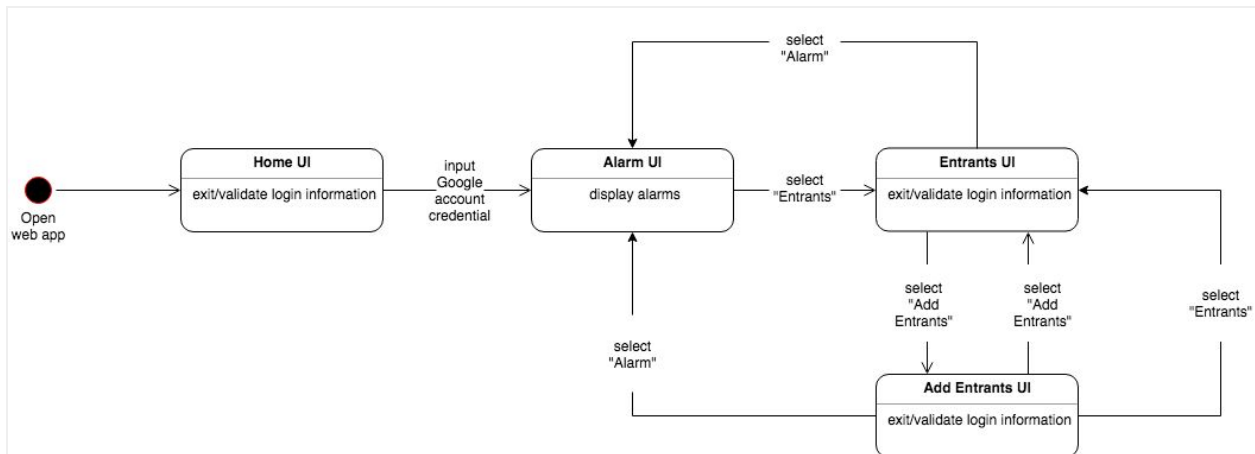 select
"Alarm"
Home UI
exit/validate login information
input
Google
account
credential
Alarm UI
display alarms
select
"Entrants"
Entrants UI
exit/validate login information
Open
web app
select
"Add
Entrants"
select
"Add
Entrants"
select
"Entrants"
select
"Alarm"
Add Entrants UI
exit/validate login information